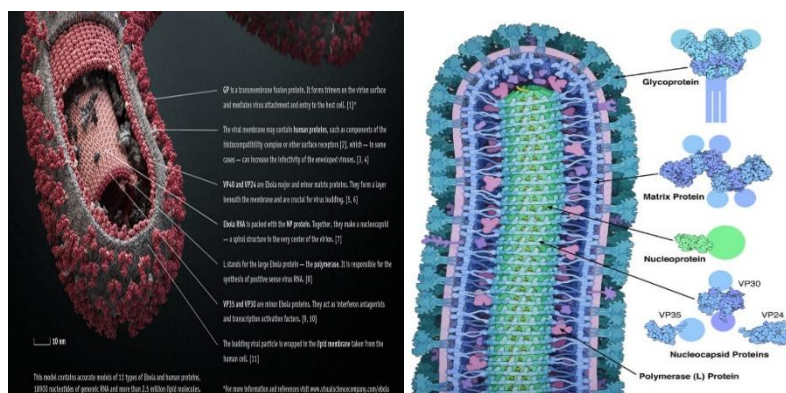 GP is a transmembrane fusion protein. It forms trimers on the virion surface
and mediates virus attachment and entry to the host cell. [1]*
The viral membrane may contain human proteins, such as components of the
histocompatibility complex or other surface receptors [2], which — in some
cases — can increase the infectivity of the enveloped viruses. [3, 4]
VP40 and VP24 are Ebola major and minor matrix proteins. They form a layer
beneath the membrane and are crucial for virus budding. [5, 6]
Ebola RNA is packed with the NP protein. Together, they make a nucleocapsid
— a spiral structure in the very center of the virion. [7]
L stands for the large Ebola protein — the polymerase. It is responsible for the
synthesis of positive sense virus RNA. [8]
VP35 and VP30 are minor Ebola proteins. They act as interferon antagonists
and transcription activation factors. [9, 10]
The budding viral particle is wrapped in the lipid membrane taken from the
human cell. [11]
10 nm
This model contains accurate models of 11 types of Ebola and human proteins,
18900 nucleotides of genomic RNA and more than 2.5 million lipid molecules.
*For more information and references visit www.visualsciencecompany.com/ebola
Glycoprotein
Matrix Protein
Nucleoprotein
VP30
VP35
VP24
Nucleocapsid Proteins
Polymerase (L) Protein